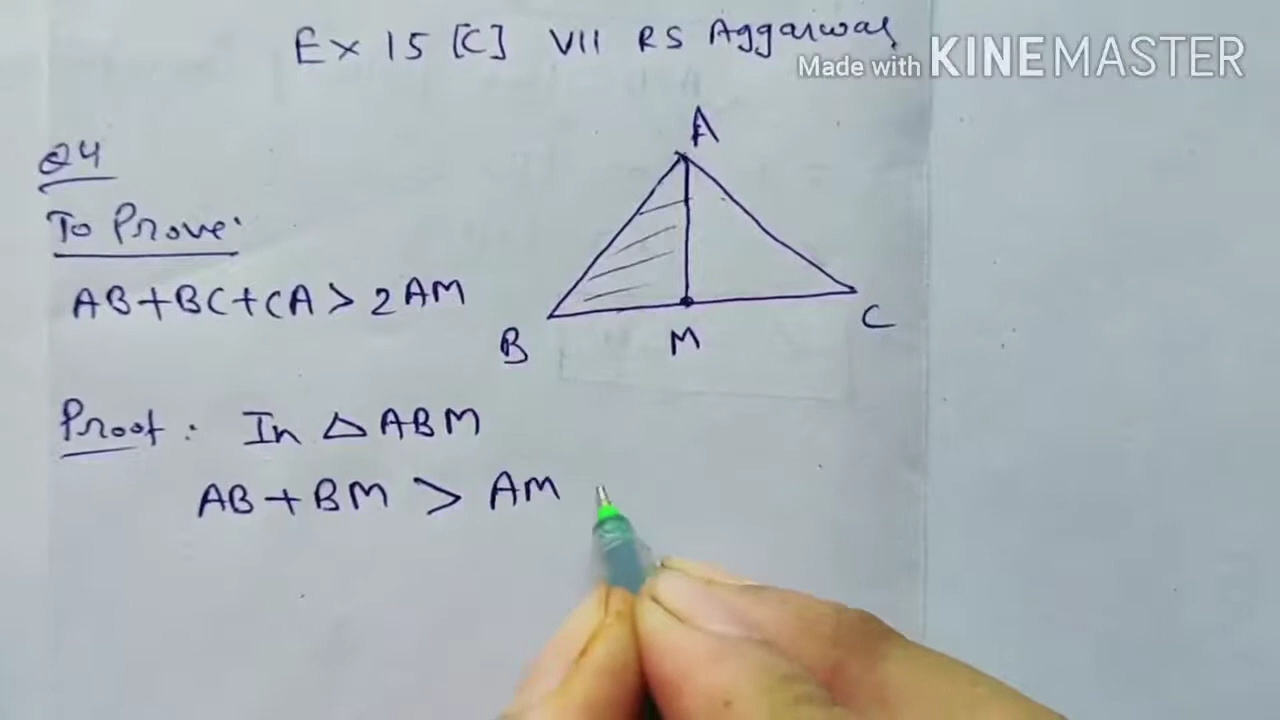 Ex 15 [C] VII RS Aggarwal
Made with KINEMASTER
Q4
To Prove:
AB+BC+CA > 2AM
A
B
M
C
Proof: In △ABM
AB + BM > AM